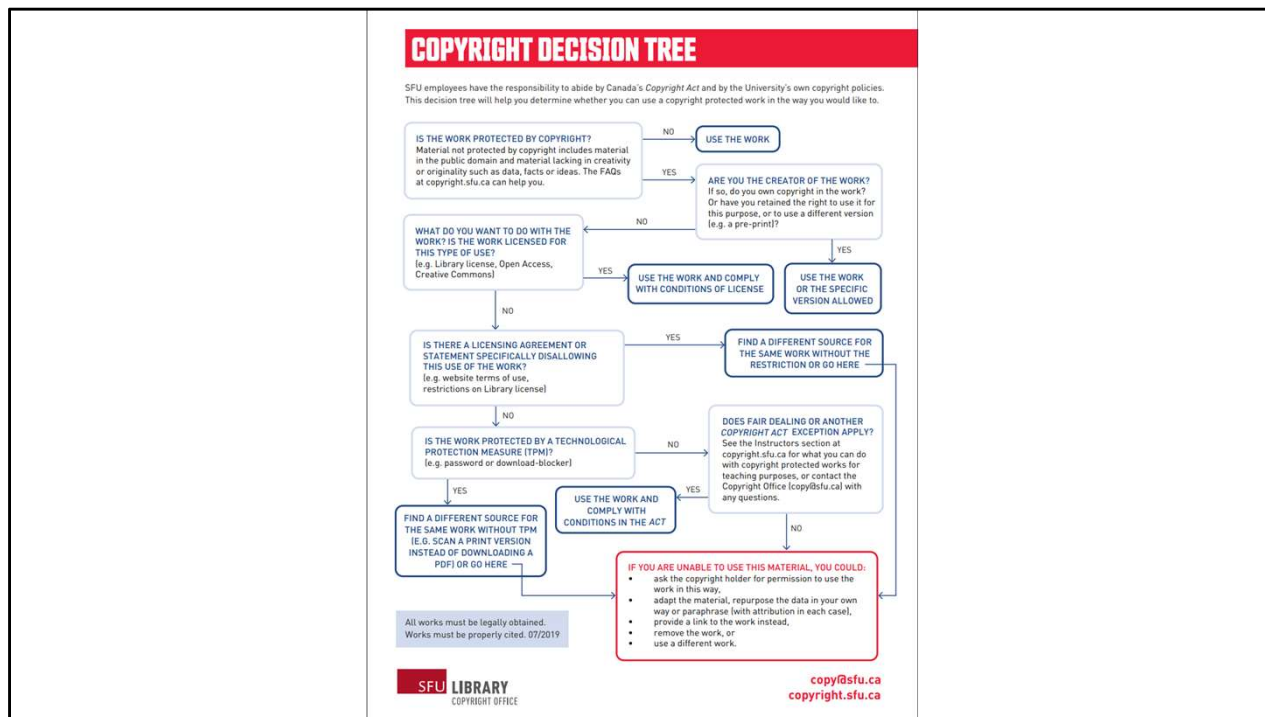 COPYRIGHT DECISION TREE
SFU employees have the responsibility to abide by Canada's Copyright Act and by the University's own copyright policies.
This decision tree will help you determine whether you can use a copyright protected work in the way you would like to.
IS THE WORK PROTECTED BY COPYRIGHT?
Material not protected by copyright includes material
in the public domain and material lacking in creativity
or originality such as data, facts or ideas. The FAQs
at copyright.sfu.ca can help you.
NO
USE THE WORK
YES
ARE YOU THE CREATOR OF THE WORK?
If so, do you own copyright in the work?
Or have you retained the right to use it for
this purpose, or to use a different version
(e.g. a pre-print)?
NO
YES
USE THE WORK
OR THE SPECIFIC
VERSION ALLOWED
WHAT DO YOU WANT TO DO WITH THE
WORK? IS THE WORK LICENSED FOR
THIS TYPE OF USE?
(e.g. Library license, Open Access,
Creative Commons)
YES
USE THE WORK AND COMPLY
WITH CONDITIONS OF LICENSE
NO
IS THERE A LICENSING AGREEMENT OR
STATEMENT SPECIFICALLY DISALLOWING
THIS USE OF THE WORK?
(e.g. website terms of use,
restrictions on Library license)
YES
FIND A DIFFERENT SOURCE FOR
THE SAME WORK WITHOUT THE
RESTRICTION OR GO HERE
NO
IS THE WORK PROTECTED BY A TECHNOLOGICAL
PROTECTION MEASURE (TPM)?
(e.g. password or download-blocker)
NO
DOES FAIR DEALING OR ANOTHER
COPYRIGHT ACT EXCEPTION APPLY?
See the Instructors section at
copyright.sfu.ca for what you can do
with copyright protected works for
teaching purposes, or contact the
Copyright Office (copy@sfu.ca) with
any questions.
YES
USE THE WORK AND
COMPLY WITH
CONDITIONS IN THE ACT
YES
FIND A DIFFERENT SOURCE FOR
THE SAME WORK WITHOUT TPM
(E.G. SCAN A PRINT VERSION
INSTEAD OF DOWNLOADING A
PDF) OR GO HERE
NO
IF YOU ARE UNABLE TO USE THIS MATERIAL, YOU COULD:
• ask the copyright holder for permission to use the
work in this way,
• adapt the material, repurpose the data in your own
way or paraphrase (with attribution in each case),
• provide a link to the work instead,
• remove the work, or
• use a different work.
All works must be legally obtained.
Works must be properly cited. 07/2019
SFU LIBRARY
COPYRIGHT OFFICE
copy@sfu.ca
copyright.sfu.ca